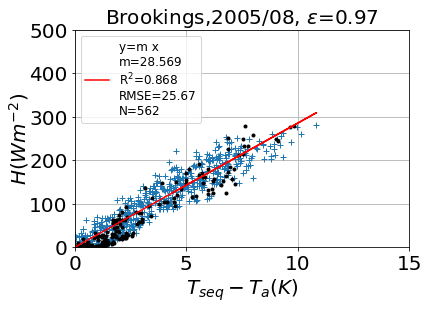 Brookings,2005/08, ε=0.97
500
400
300
200
100
0
H(Wm⁻²)
y=m x
m=28.569
R²=0.868
RMSE=25.67
N=562
0 5 10 15
T_seq − T_a(K)